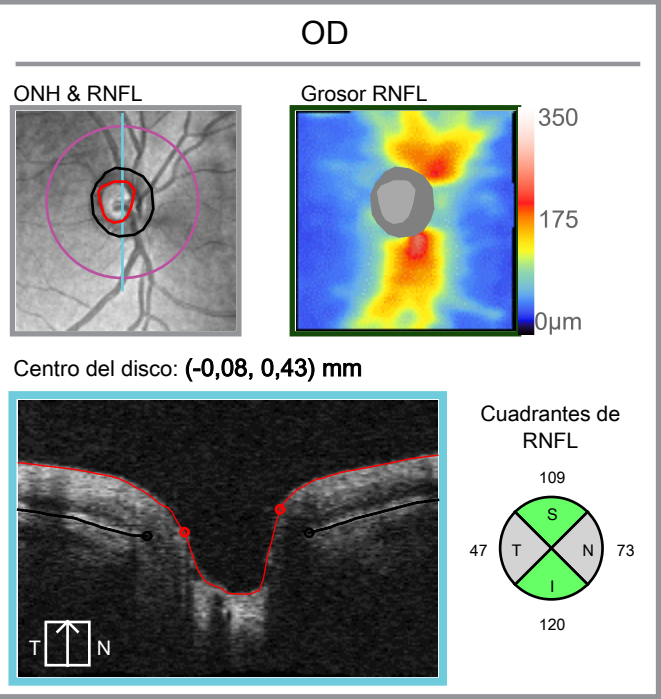 OD
ONH & RNFL
Grosor RNFL
350
175
0µm
Centro del disco: (-0,08, 0,43) mm
T N
Cuadrantes de
RNFL
109
S
47 T N 73
I
120